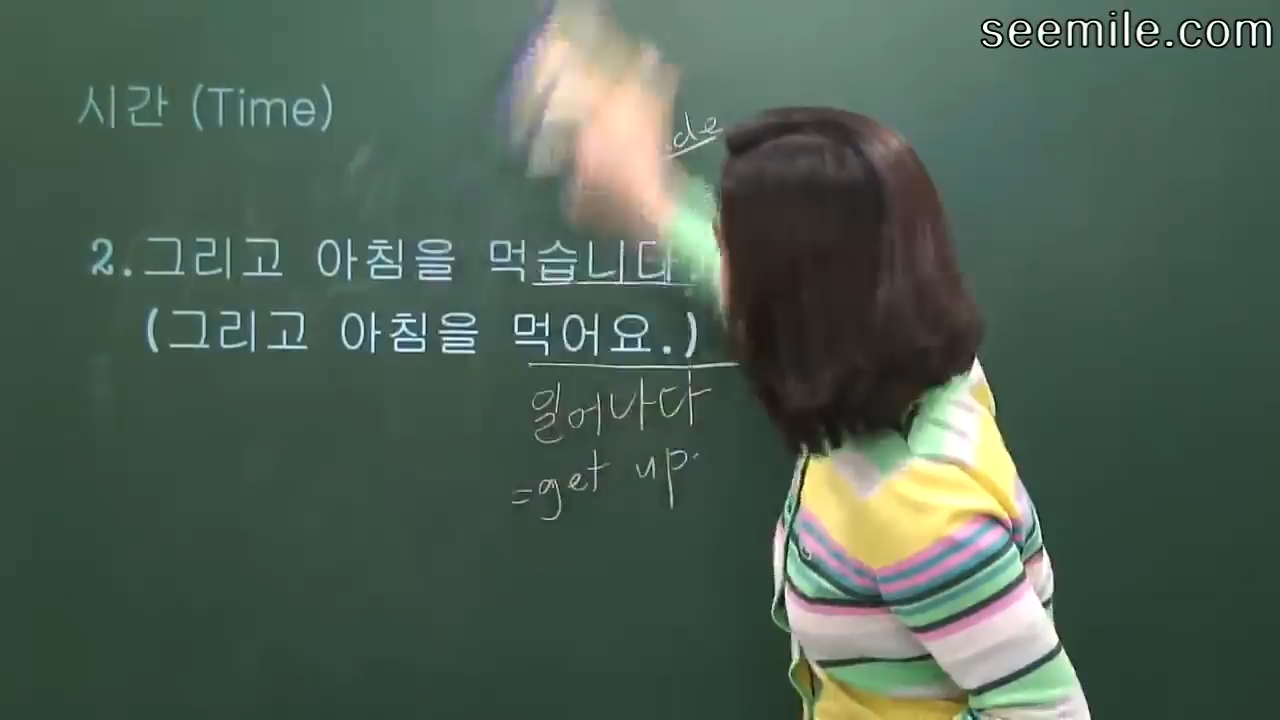 seemile.com
시간 (Time)
2.그리고 아침을 먹습니다
(그리고 아침을 먹어요.)
일어나다
=get up.